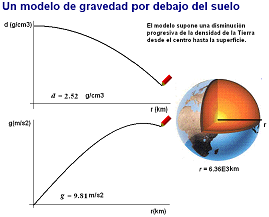 Un modelo de gravedad por debajo del suelo
d (g/cm3)
El modelo supone una disminución
progresiva de la densidad de la Tierra
desde el centro hasta la superficie.
d = 2.52 g/cm3
r (km)
g(m/s2)
r
r = 6,36E3km
g = 9.81 m/s2
r(km)